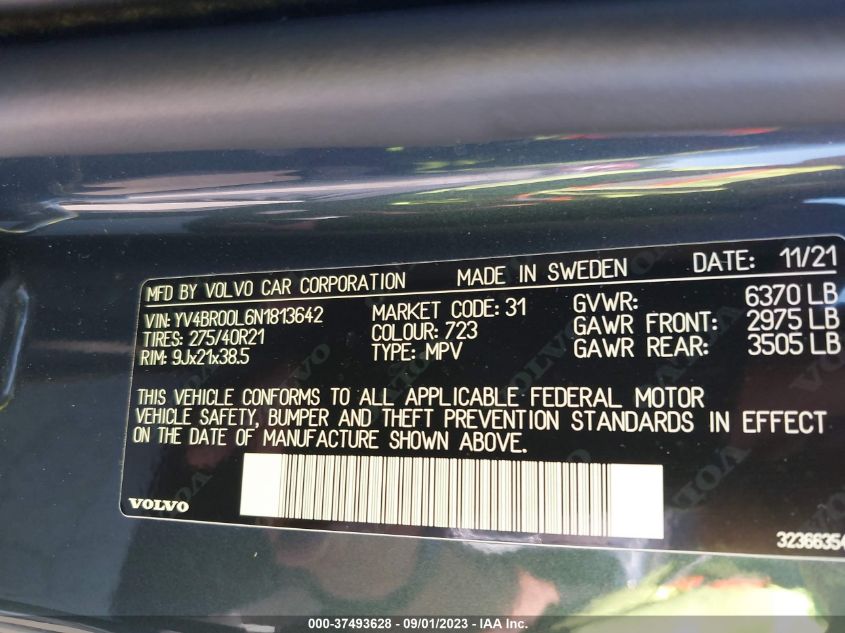 MFD BY VOLVO CAR CORPORATION MADE IN SWEDEN DATE: 11/21
VIN: YV4BR00L6N1813642 MARKET CODE: 31 GVWR: 6370 LB
TIRES: 275/40R21 COLOUR: 723 GAWR FRONT: 2975 LB
RIM: 9Jx21x38.5 TYPE: MPV GAWR REAR: 3505 LB
THIS VEHICLE CONFORMS TO ALL APPLICABLE FEDERAL MOTOR
VEHICLE SAFETY, BUMPER AND THEFT PREVENTION STANDARDS IN EFFECT
ON THE DATE OF MANUFACTURE SHOWN ABOVE.
VOLVO
32366354
000-37493628 - 09/01/2023 - IAA Inc.